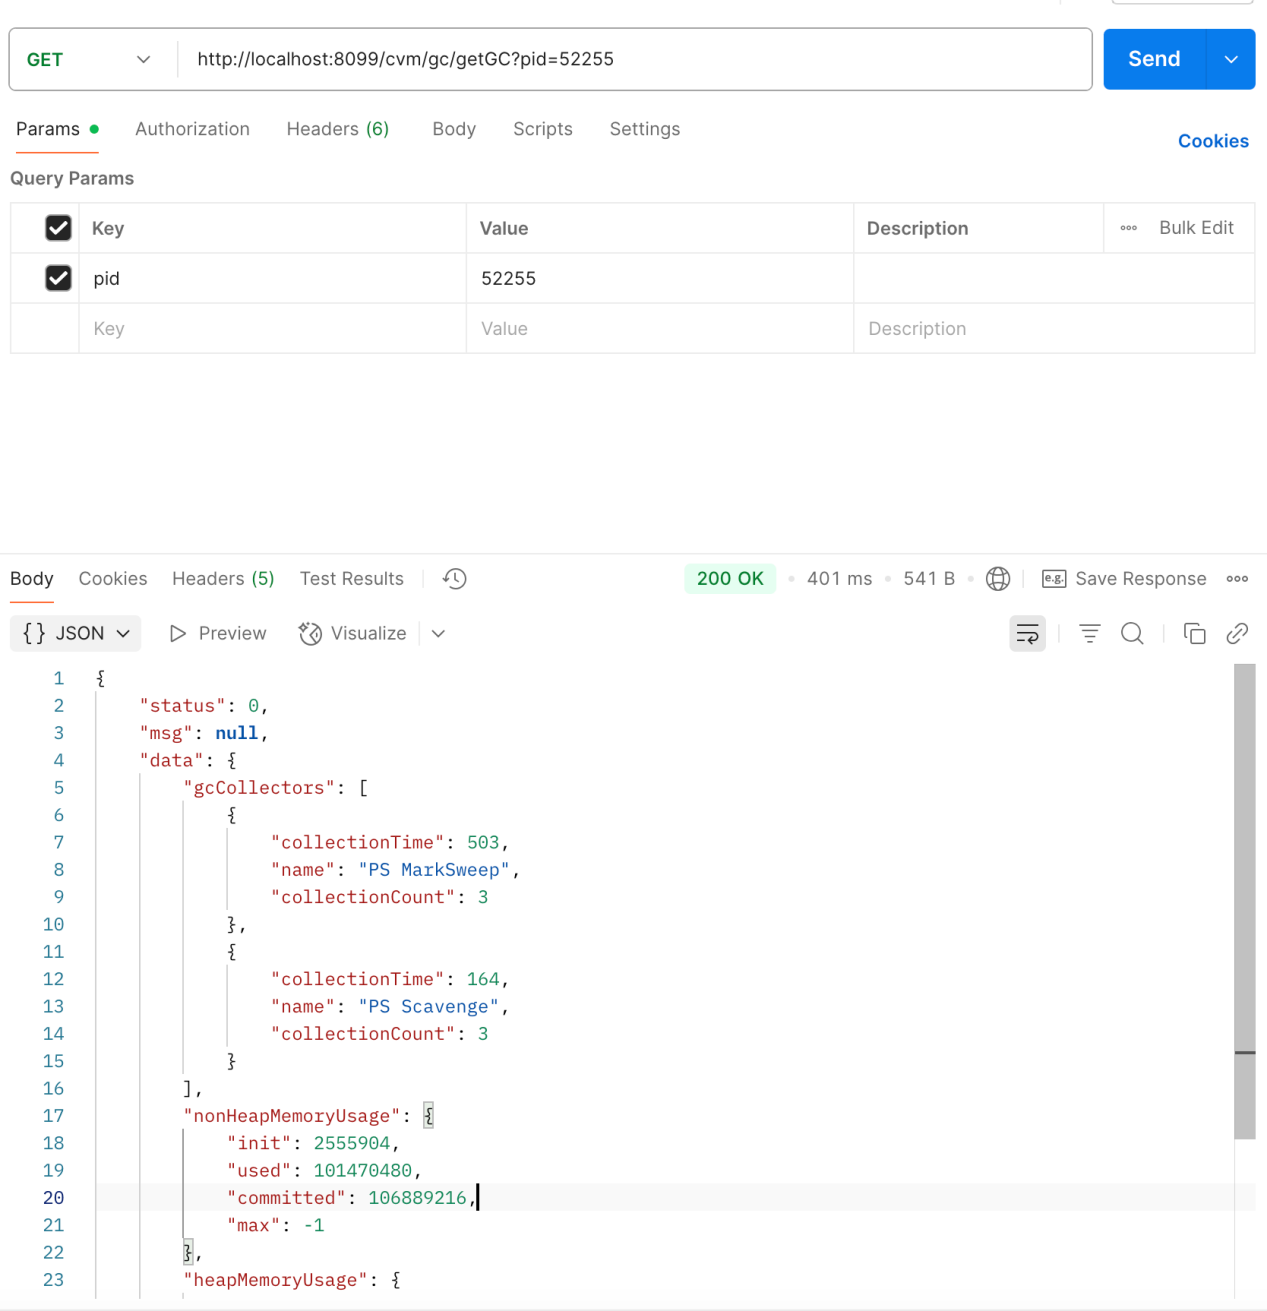 GET http://localhost:8099/cvm/gc/getGC?pid=52255 Send
Params Authorization Headers (6) Body Scripts Settings
Cookies
Query Params
Key Value Description Bulk Edit
pid 52255
Key Value Description
Body Cookies Headers (5) Test Results 200 OK 401 ms 541 B e.g. Save Response
{} JSON Preview Visualize
1 {
2 "status": 0,
3 "msg": null,
4 "data": {
5 "gcCollectors": [
6 {
7 "collectionTime": 503,
8 "name": "PS MarkSweep",
9 "collectionCount": 3
10 },
11 {
12 "collectionTime": 164,
13 "name": "PS Scavenge",
14 "collectionCount": 3
15 }
16 ],
17 "nonHeapMemoryUsage": {
18 "init": 2555904,
19 "used": 101470480,
20 "committed": 106889216,
21 "max": -1
22 },
23 "heapMemoryUsage": {